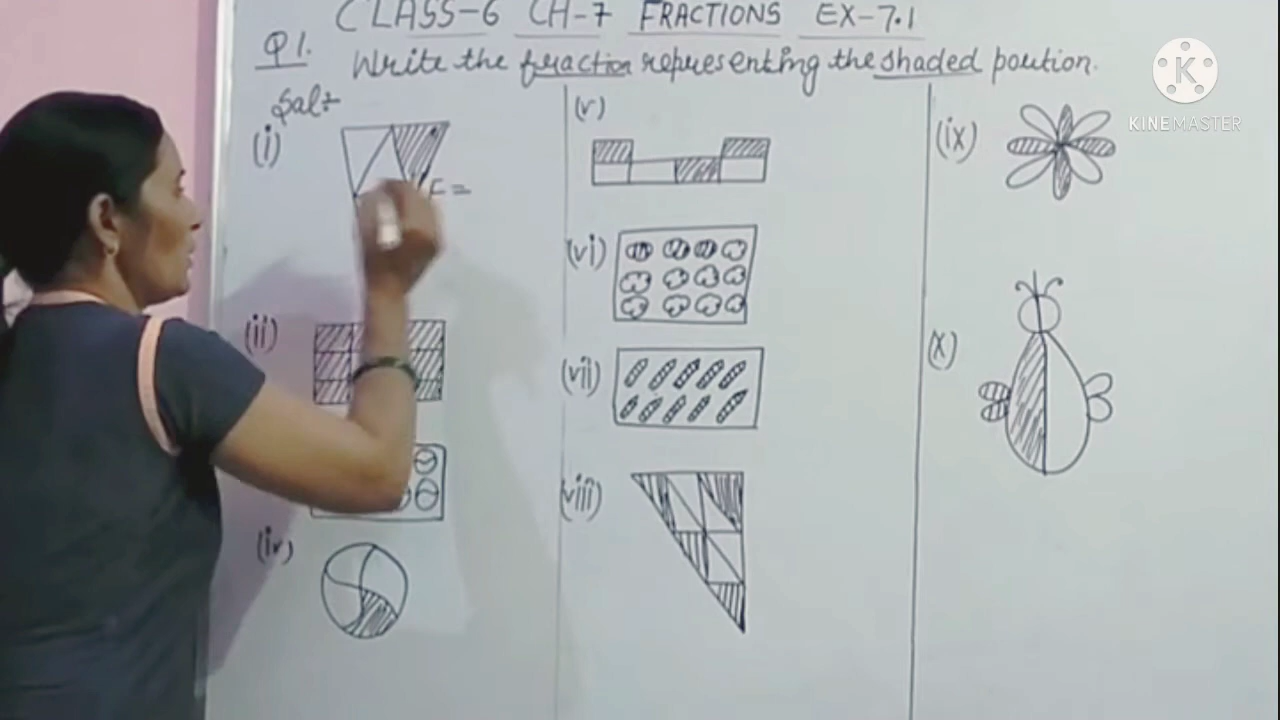 CLASS-6 CH-7 FRACTIONS EX-7.1
Q1. Write the fraction representing the shaded portion.
Sol:-
(i)
F =
(ii)
(iv)
(v)
(vi)
(vii)
(viii)
(ix)
(x)
K
KINEMASTER